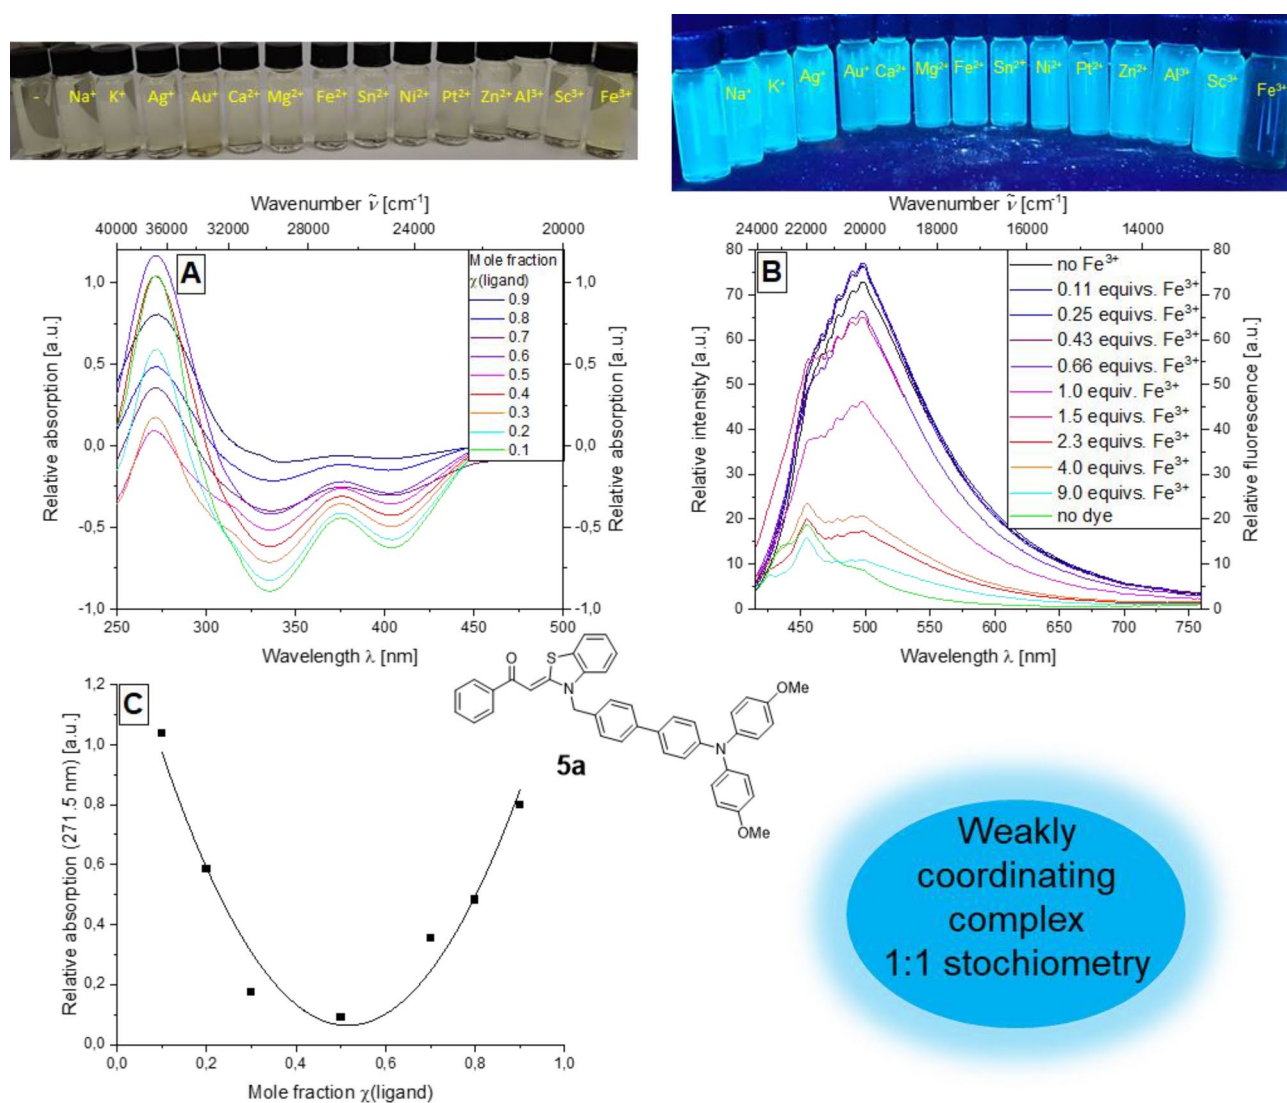 - Na⁺ K⁺ Ag⁺ Au⁺ Ca²⁺ Mg²⁺ Fe²⁺ Sn²⁺ Ni²⁺ Pt²⁺ Zn²⁺ Al³⁺ Sc³⁺ Fe³⁺
- Na⁺ K⁺ Ag⁺ Au⁺ Ca²⁺ Mg²⁺ Fe²⁺ Sn²⁺ Ni²⁺ Pt²⁺ Zn²⁺ Al³⁺ Sc³⁺ Fe³⁺
Wavenumber ν̃ [cm⁻¹]
40000 36000 32000 28000 24000 20000
A
Mole fraction
χ(ligand)
0.9
0.8
0.7
0.6
0.5
0.4
0.3
0.2
0.1
Relative absorption [a.u.]
1,0
0,5
0,0
-0,5
-1,0
1,0
0,5
0,0
-0,5
-1,0
Relative absorption [a.u.]
250 300 350 400 450 500
Wavelength λ [nm]
Wavenumber ν̃ [cm⁻¹]
24000 22000 20000 18000 16000 14000
B
no Fe³⁺
0.11 equivs. Fe³⁺
0.25 equivs. Fe³⁺
0.43 equivs. Fe³⁺
0.66 equivs. Fe³⁺
1.0 equiv. Fe³⁺
1.5 equivs. Fe³⁺
2.3 equivs. Fe³⁺
4.0 equivs. Fe³⁺
9.0 equivs. Fe³⁺
no dye
Relative intensity [a.u.]
80
75
70
65
60
55
50
45
40
35
30
25
20
15
10
5
0
80
70
60
50
40
30
20
10
0
Relative fluorescence [a.u.]
450 500 550 600 650 700 750
Wavelength λ [nm]
C
Relative absorption (271.5 nm) [a.u.]
1,2
1,0
0,8
0,6
0,4
0,2
0,0
0,0 0,2 0,4 0,6 0,8 1,0
Mole fraction χ(ligand)
O
S
N
N
OMe
OMe
5a
Weakly
coordinating
complex
1:1 stochiometry